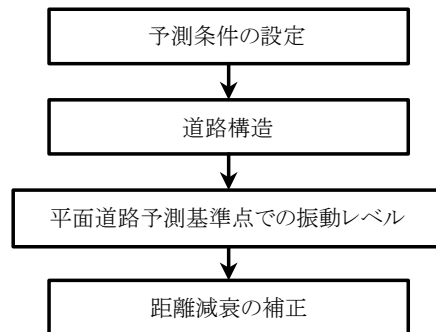 予測条件の設定
道路構造
平面道路予測基準点での振動レベル
距離減衰の補正